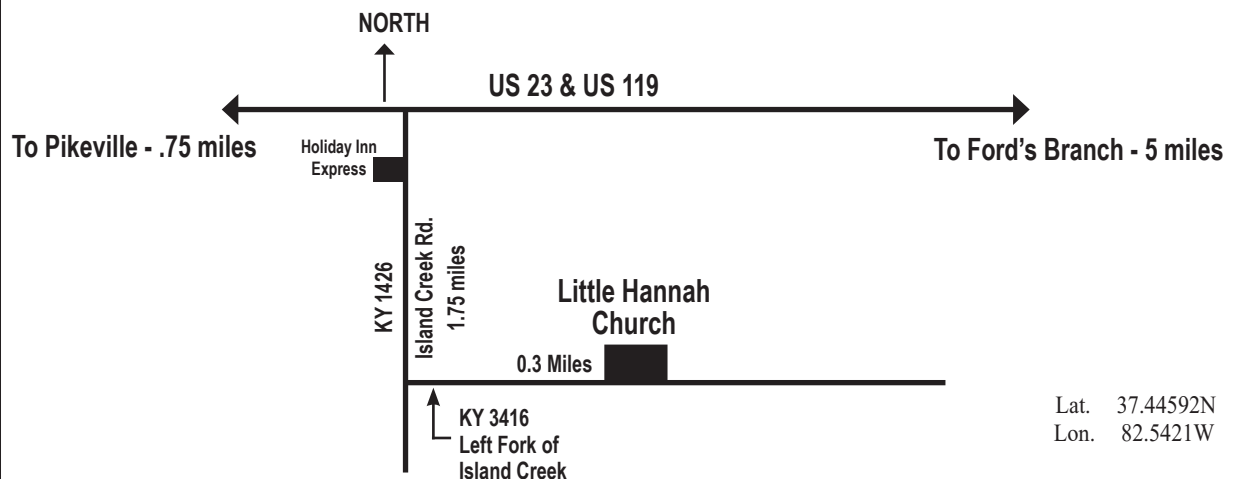 NORTH
US 23 & US 119
To Pikeville - .75 miles
To Ford's Branch - 5 miles
Holiday Inn
Express
KY 1426
Island Creek Rd.
1.75 miles
Little Hannah
Church
0.3 Miles
KY 3416
Left Fork of
Island Creek
Lat. 37.44592N
Lon. 82.5421W